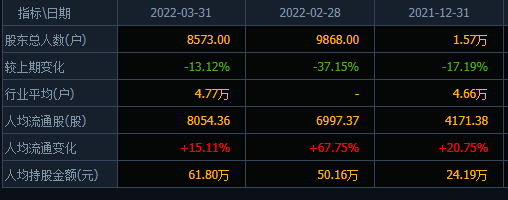 指标\日期 2022-03-31 2022-02-28 2021-12-31
股东总人数(户) 8573.00 9868.00 1.57万
较上期变化 -13.12% -37.15% -17.19%
行业平均(户) 4.77万 - 4.66万
人均流通股(股) 8054.36 6997.37 4171.38
人均流通变化 +15.11% +67.75% +20.75%
人均持股金额(元) 61.80万 50.16万 24.19万